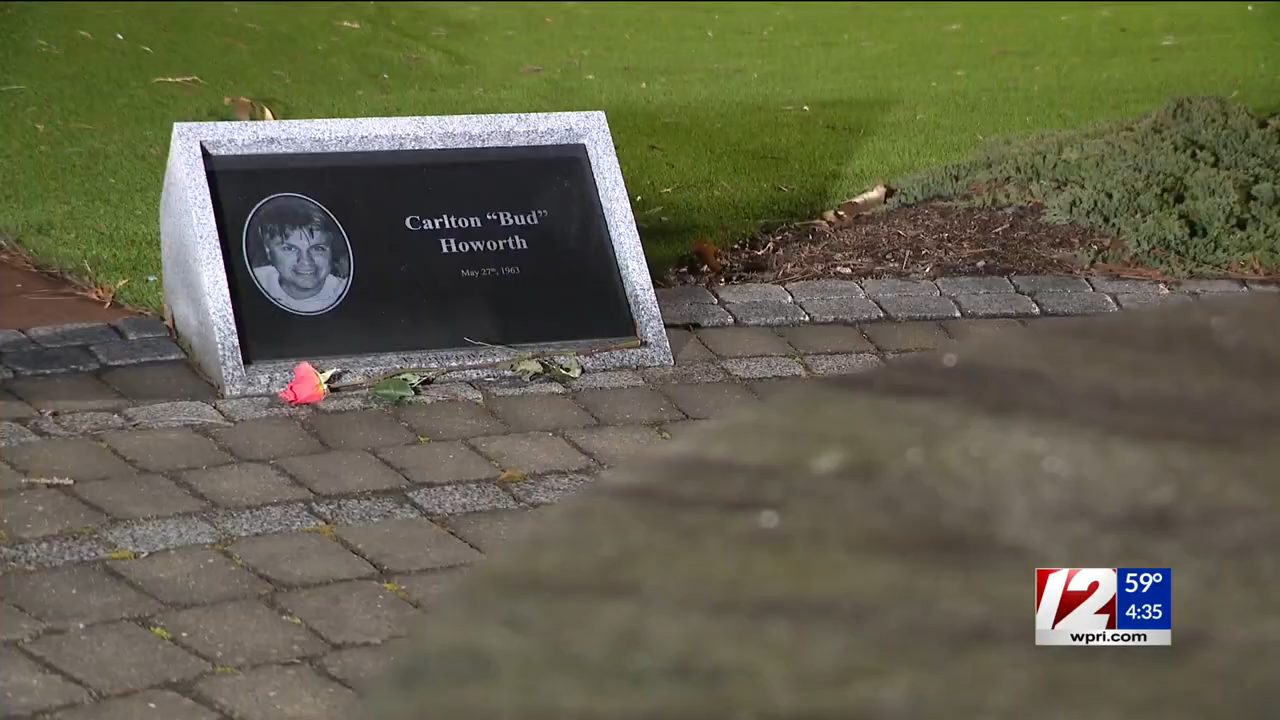 Carlton “Bud”
Howorth
May 27th, 1963
12
59°
4:35
wpri.com